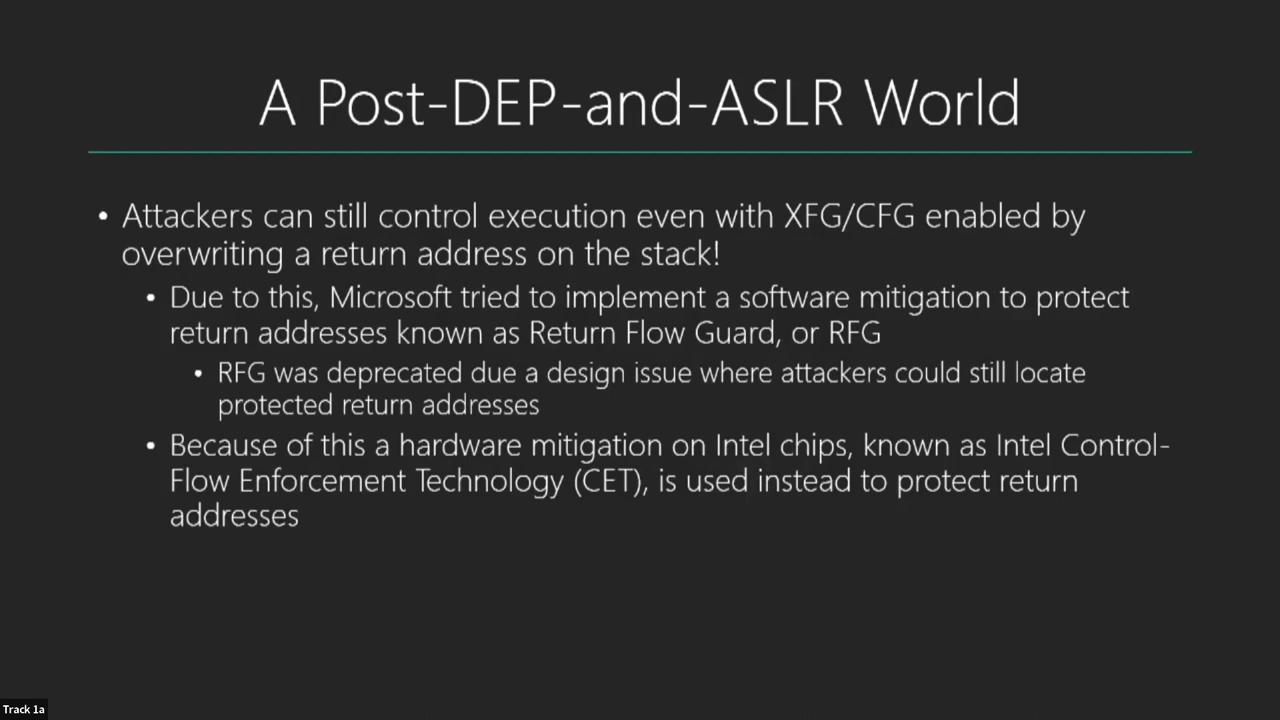 A Post-DEP-and-ASLR World
• Attackers can still control execution even with XFG/CFG enabled by
overwriting a return address on the stack!
• Due to this, Microsoft tried to implement a software mitigation to protect
return addresses known as Return Flow Guard, or RFG
• RFG was deprecated due a design issue where attackers could still locate
protected return addresses
• Because of this a hardware mitigation on Intel chips, known as Intel Control-
Flow Enforcement Technology (CET), is used instead to protect return
addresses
Track 1a